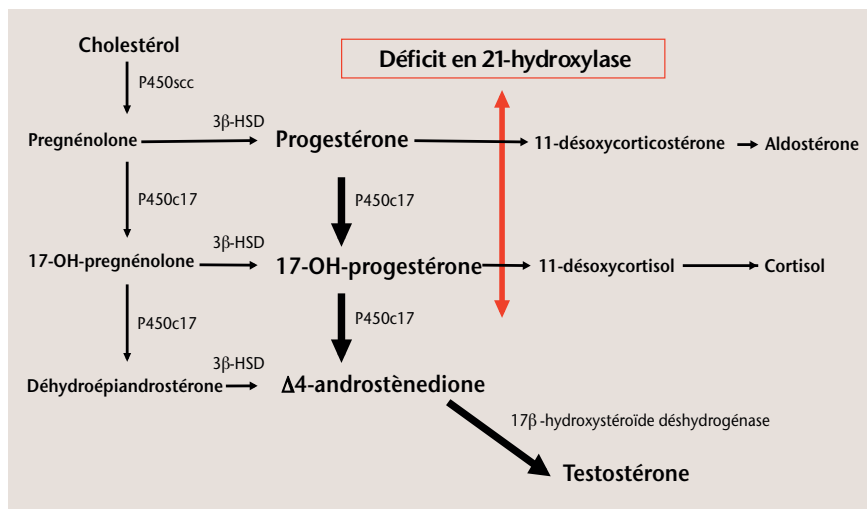 Cholestérol
Déficit en 21-hydroxylase
P450scc
3β-HSD
Pregnénolone
Progestérone
11-désoxycorticostérone
Aldostérone
P450c17
P450c17
3β-HSD
17-OH-pregnénolone
17-OH-progestérone
11-désoxycortisol
Cortisol
P450c17
P450c17
3β-HSD
Déhydroépiandrostérone
Δ4-androstènedione
17β -hydroxystéroïde déshydrogénase
Testostérone